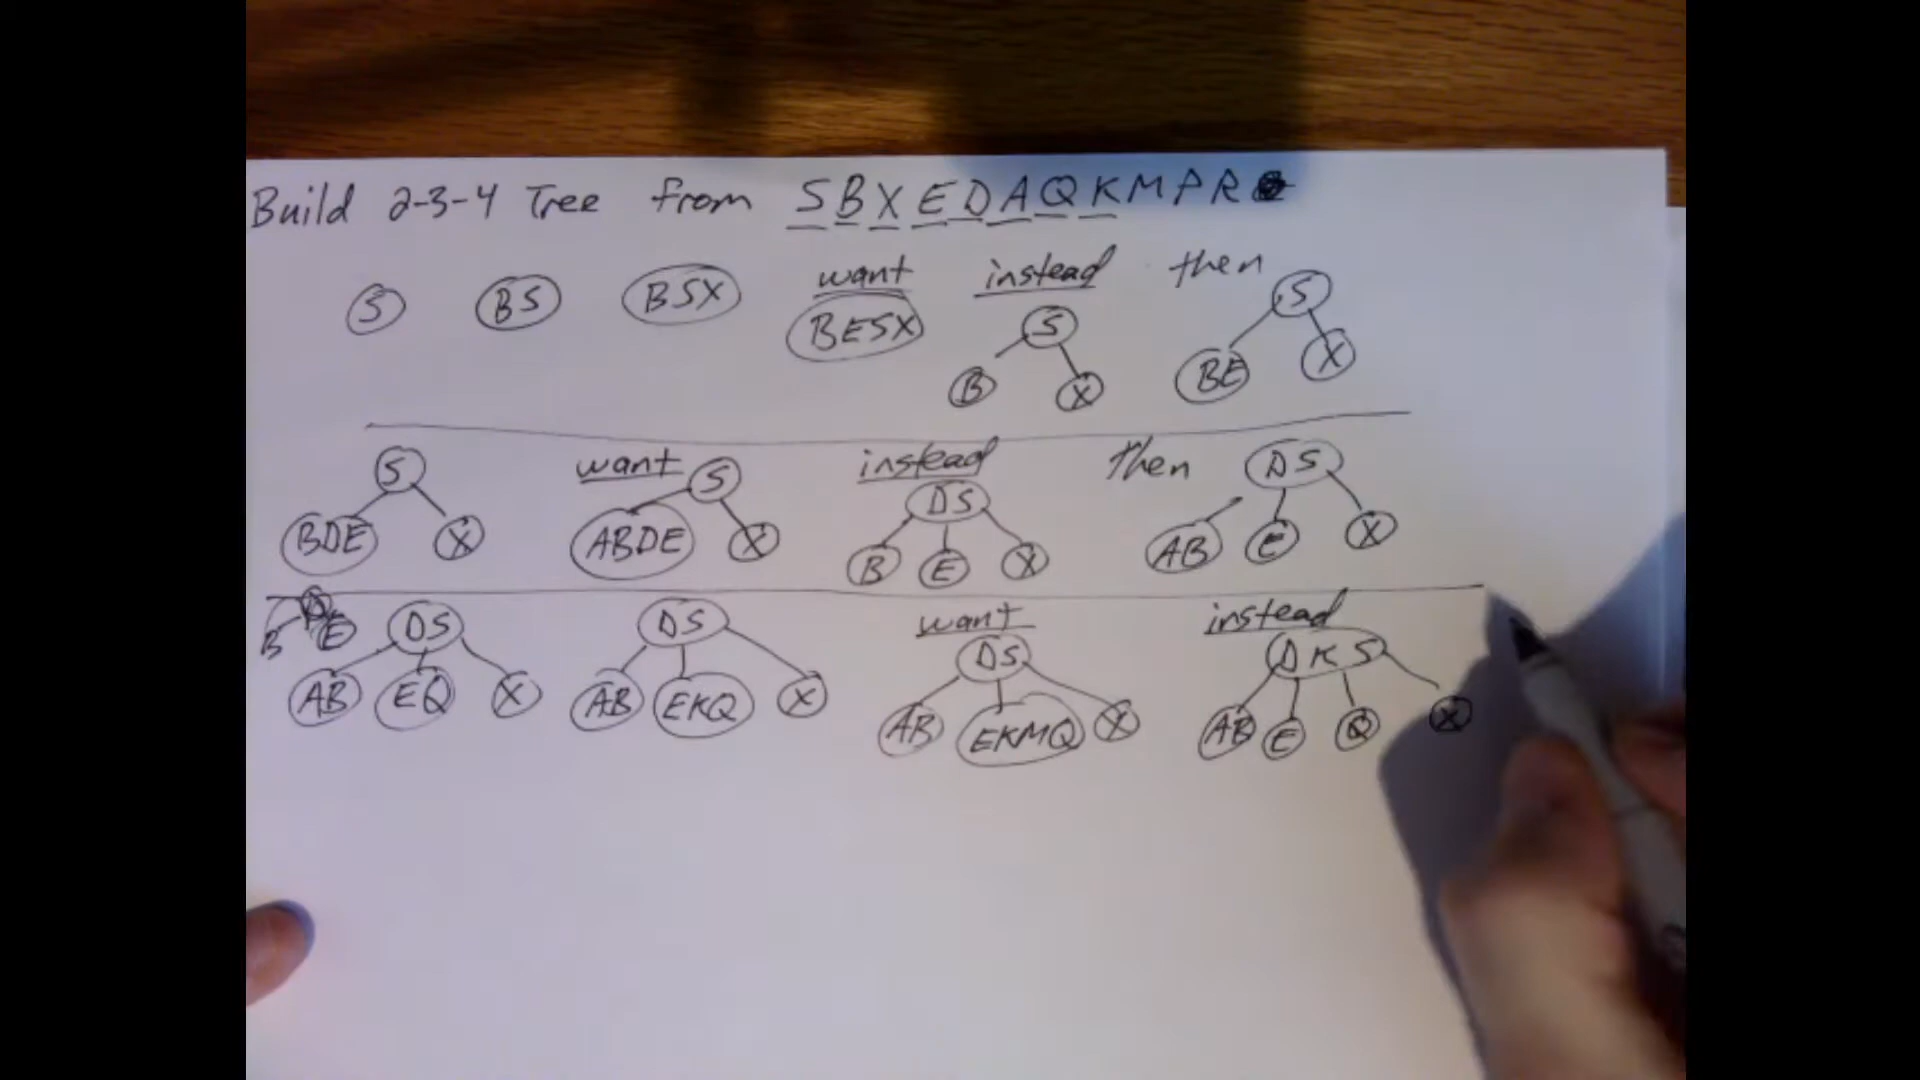 Build 2-3-4 Tree from S B X E D A Q K M P R
S BS BSX want instead then
S
BESX S
B X BE X
want instead then
S S DS DS
BDE X ABDE X B E X AB E X
want instead
B E DS DS DS DKS
AB EQ X AB EKQ X AB EKMQ X AB E Q X